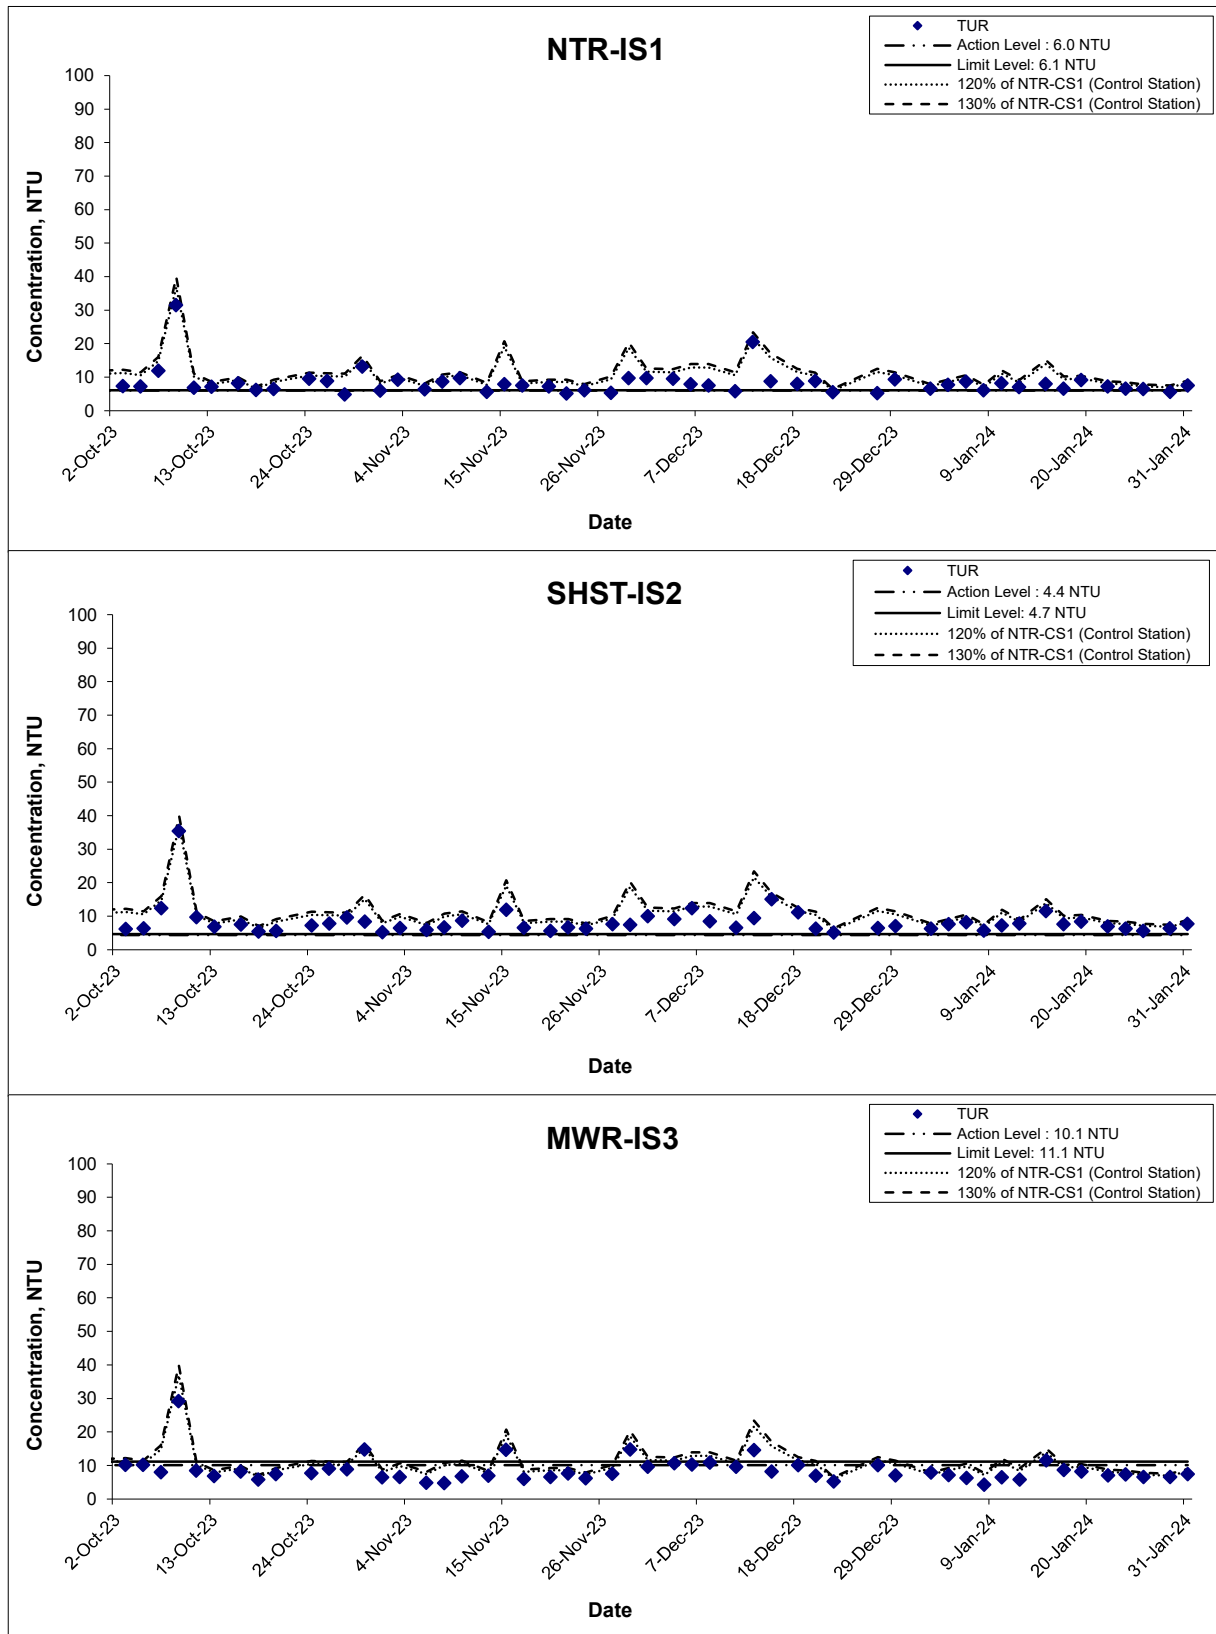 NTR-IS1
TUR
Action Level : 6.0 NTU
Limit Level: 6.1 NTU
120% of NTR-CS1 (Control Station)
130% of NTR-CS1 (Control Station)
Concentration, NTU
100
90
80
70
60
50
40
30
20
10
0
2-Oct-23
13-Oct-23
24-Oct-23
4-Nov-23
15-Nov-23
26-Nov-23
7-Dec-23
18-Dec-23
29-Dec-23
9-Jan-24
20-Jan-24
31-Jan-24
Date
SHST-IS2
TUR
Action Level : 4.4 NTU
Limit Level: 4.7 NTU
120% of NTR-CS1 (Control Station)
130% of NTR-CS1 (Control Station)
Concentration, NTU
100
90
80
70
60
50
40
30
20
10
0
2-Oct-23
13-Oct-23
24-Oct-23
4-Nov-23
15-Nov-23
26-Nov-23
7-Dec-23
18-Dec-23
29-Dec-23
9-Jan-24
20-Jan-24
31-Jan-24
Date
MWR-IS3
TUR
Action Level : 10.1 NTU
Limit Level: 11.1 NTU
120% of NTR-CS1 (Control Station)
130% of NTR-CS1 (Control Station)
Concentration, NTU
100
90
80
70
60
50
40
30
20
10
0
2-Oct-23
13-Oct-23
24-Oct-23
4-Nov-23
15-Nov-23
26-Nov-23
7-Dec-23
18-Dec-23
29-Dec-23
9-Jan-24
20-Jan-24
31-Jan-24
Date